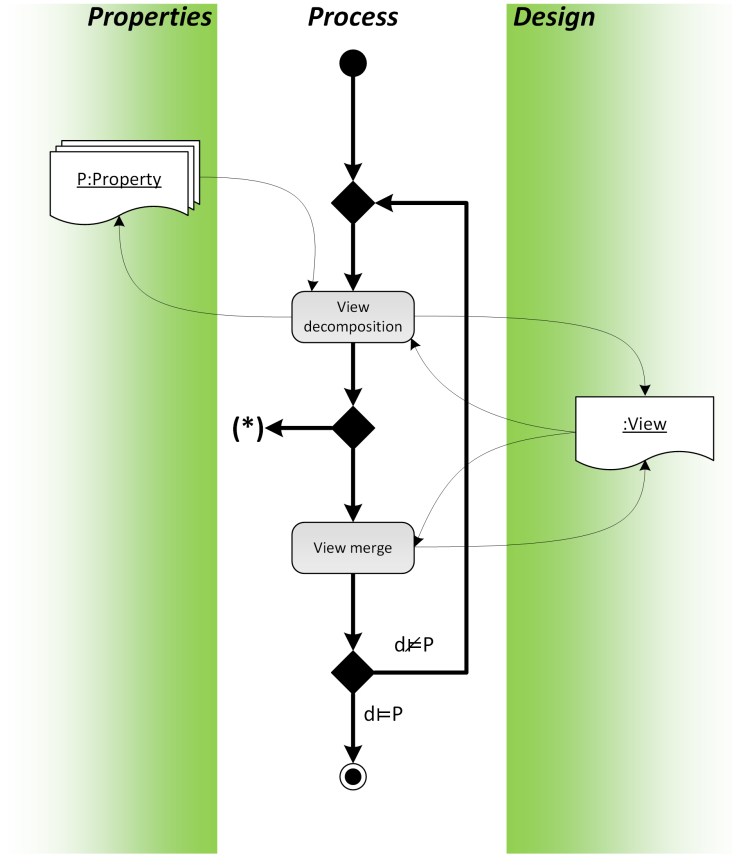 Properties
Process
Design
P:Property
View
decomposition
(*)
:View
View merge
d⊭P
d⊨P